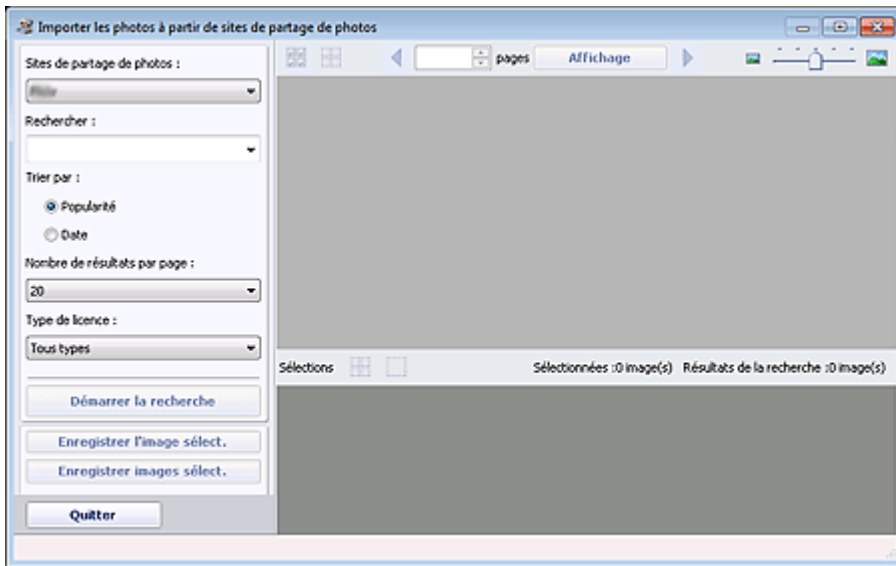 Importer les photos à partir de sites de partage de photos
Sites de partage de photos :
Rechercher :
Trier par :
Popularité
Date
Nombre de résultats par page :
20
Type de licence :
Tous types
Démarrer la recherche
Enregistrer l'image sélect.
Enregistrer images sélect.
Quitter
pages Affichage
Sélections Sélectionnées :0 image(s) Résultats de la recherche :0 image(s)